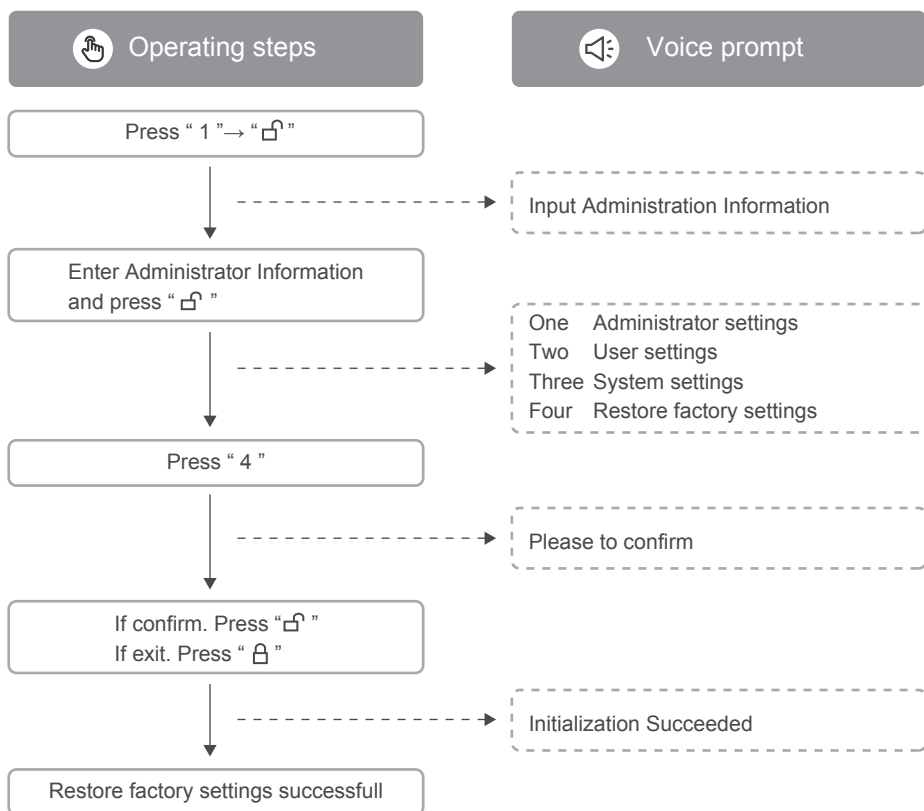 Operating steps
Voice prompt
Press “ 1 ”→ “🔓”
Input Administration Information
Enter Administrator Information
and press “ 🔓 ”
One Administrator settings
Two User settings
Three System settings
Four Restore factory settings
Press “ 4 ”
Please to confirm
If confirm. Press “🔓 ”
If exit. Press “ 🔒 ”
Initialization Succeeded
Restore factory settings successfull